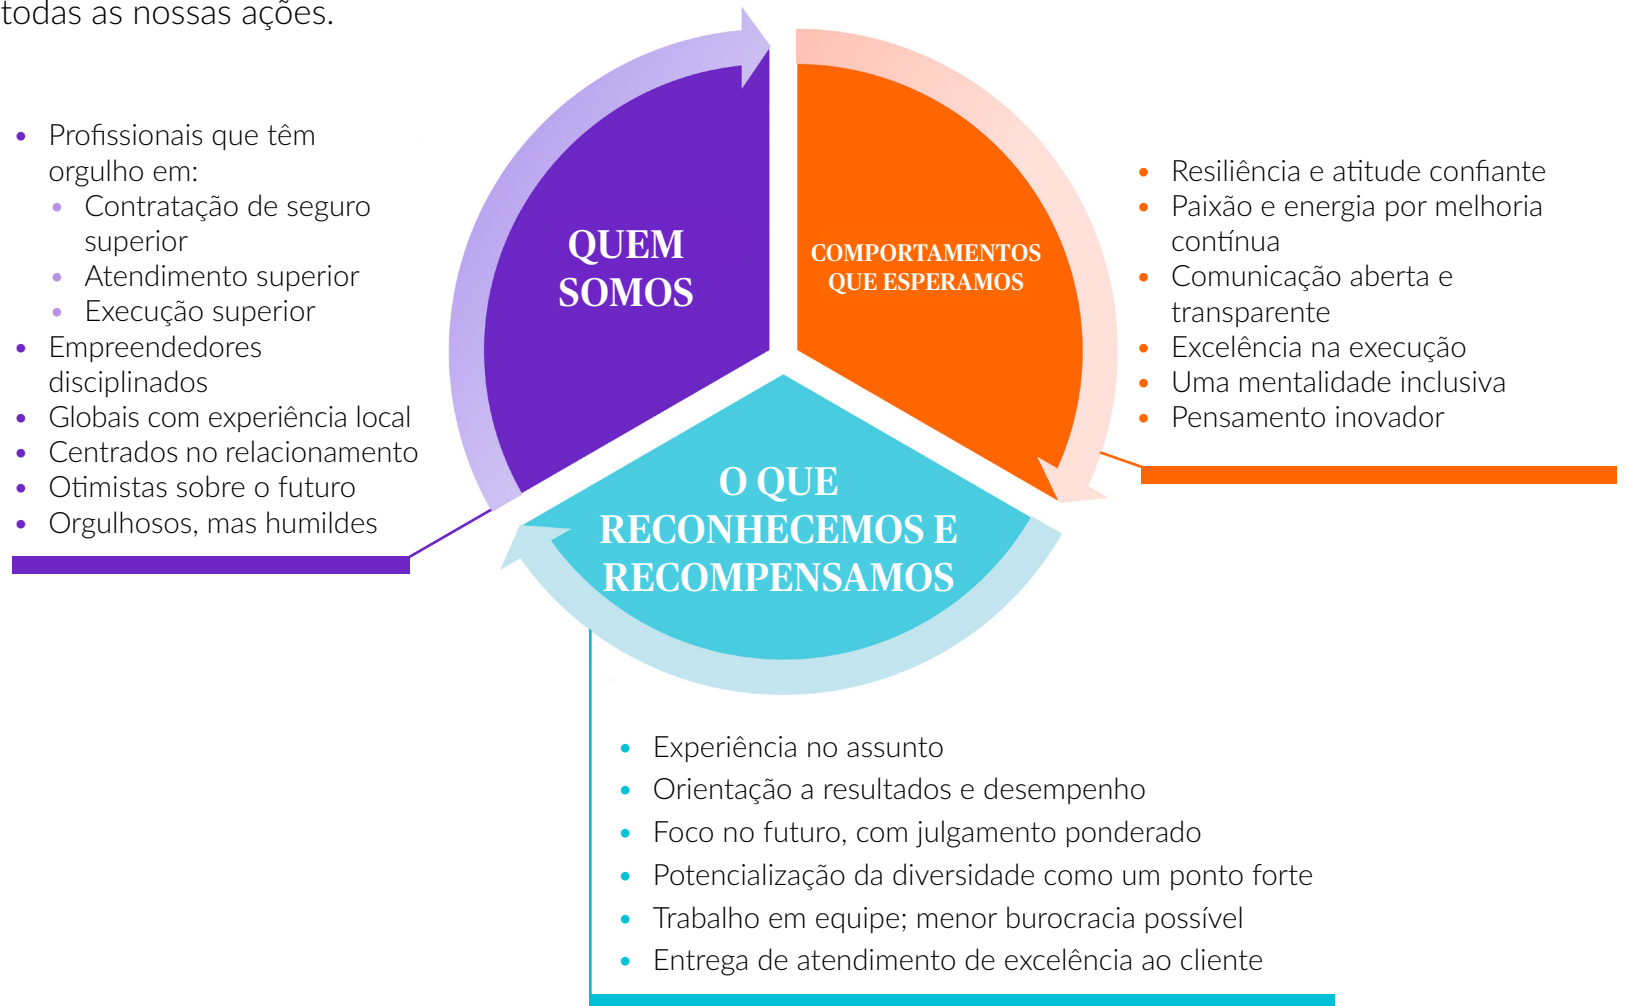 todas as nossas ações.
• Profissionais que têm
orgulho em:
• Contratação de seguro
superior
• Atendimento superior
• Execução superior
• Empreendedores
disciplinados
• Globais com experiência local
• Centrados no relacionamento
• Otimistas sobre o futuro
• Orgulhosos, mas humildes
QUEM
SOMOS
COMPORTAMENTOS
QUE ESPERAMOS
• Resiliência e atitude confiante
• Paixão e energia por melhoria
contínua
• Comunicação aberta e
transparente
• Excelência na execução
• Uma mentalidade inclusiva
• Pensamento inovador
O QUE
RECONHECEMOS E
RECOMPENSAMOS
• Experiência no assunto
• Orientação a resultados e desempenho
• Foco no futuro, com julgamento ponderado
• Potencialização da diversidade como um ponto forte
• Trabalho em equipe; menor burocracia possível
• Entrega de atendimento de excelência ao cliente